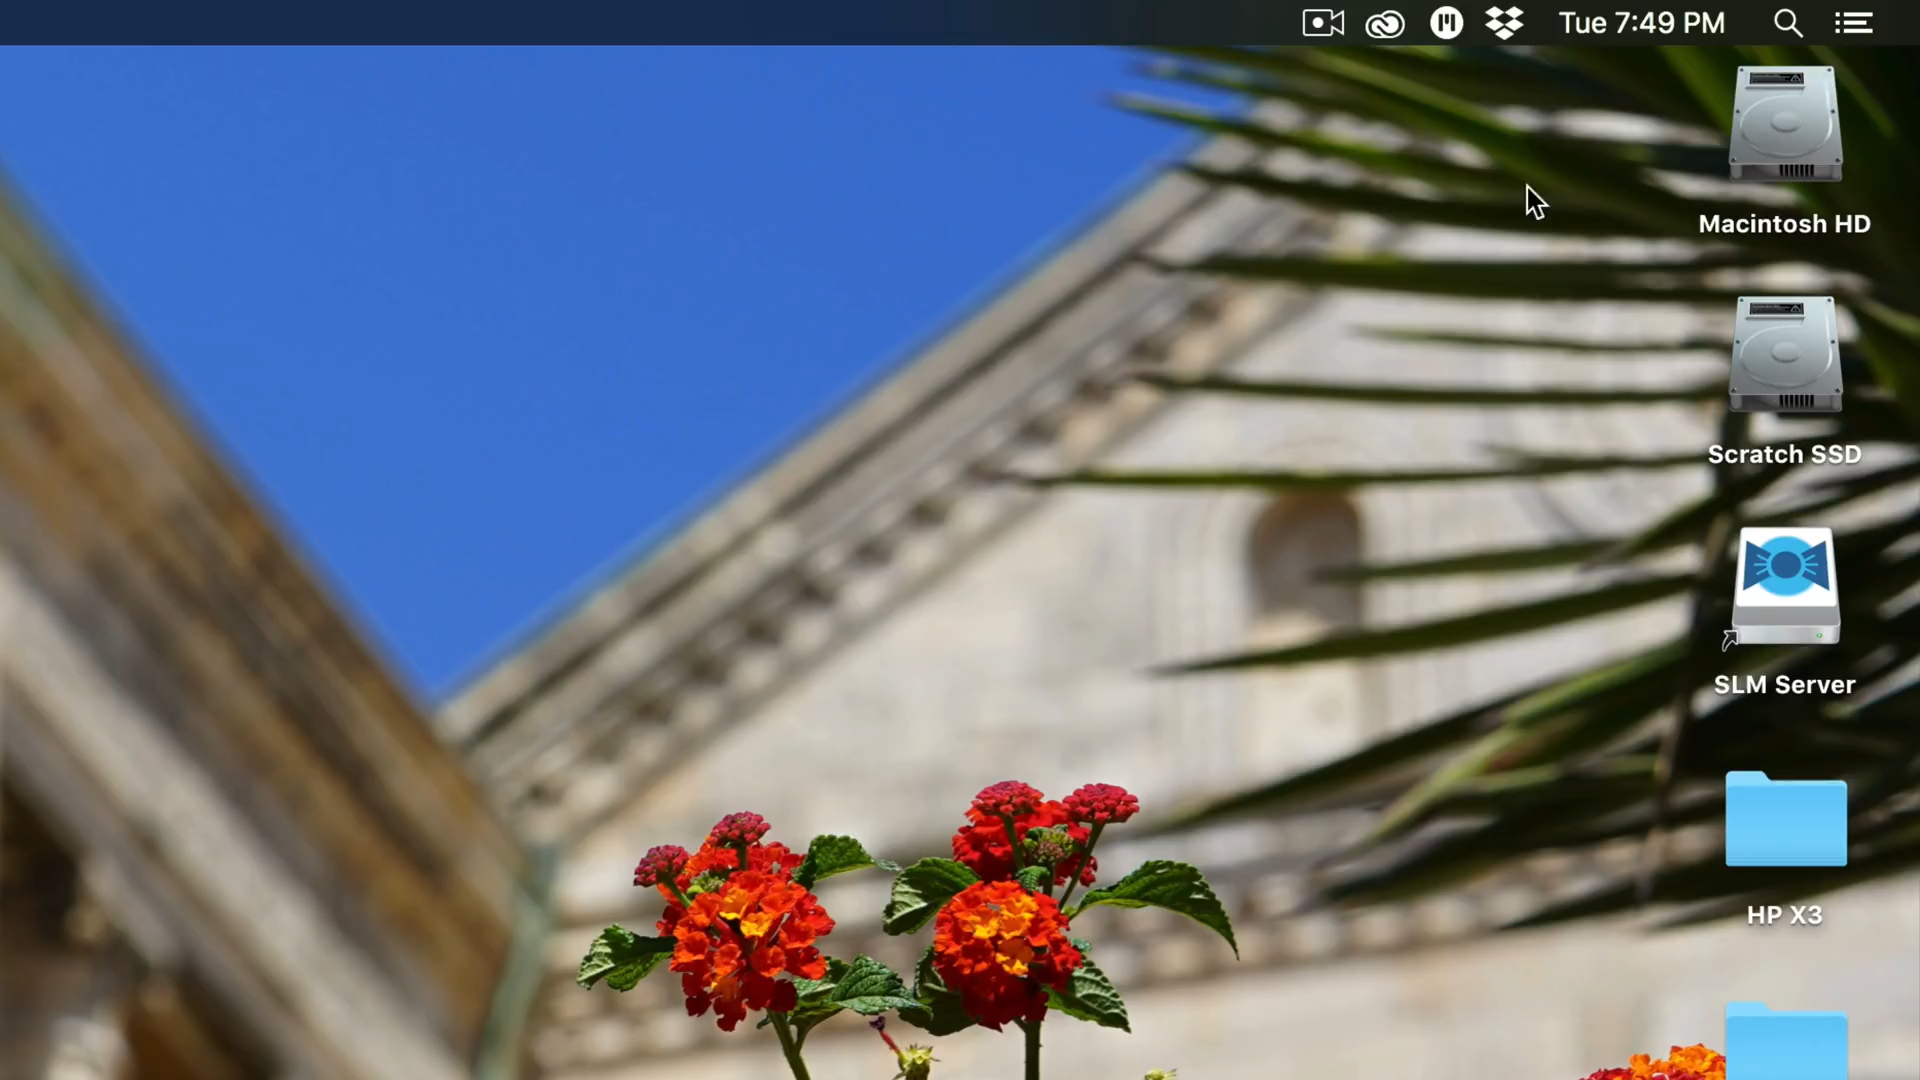 Tue 7:49 PM
Macintosh HD
Scratch SSD
SLM Server
HP X3